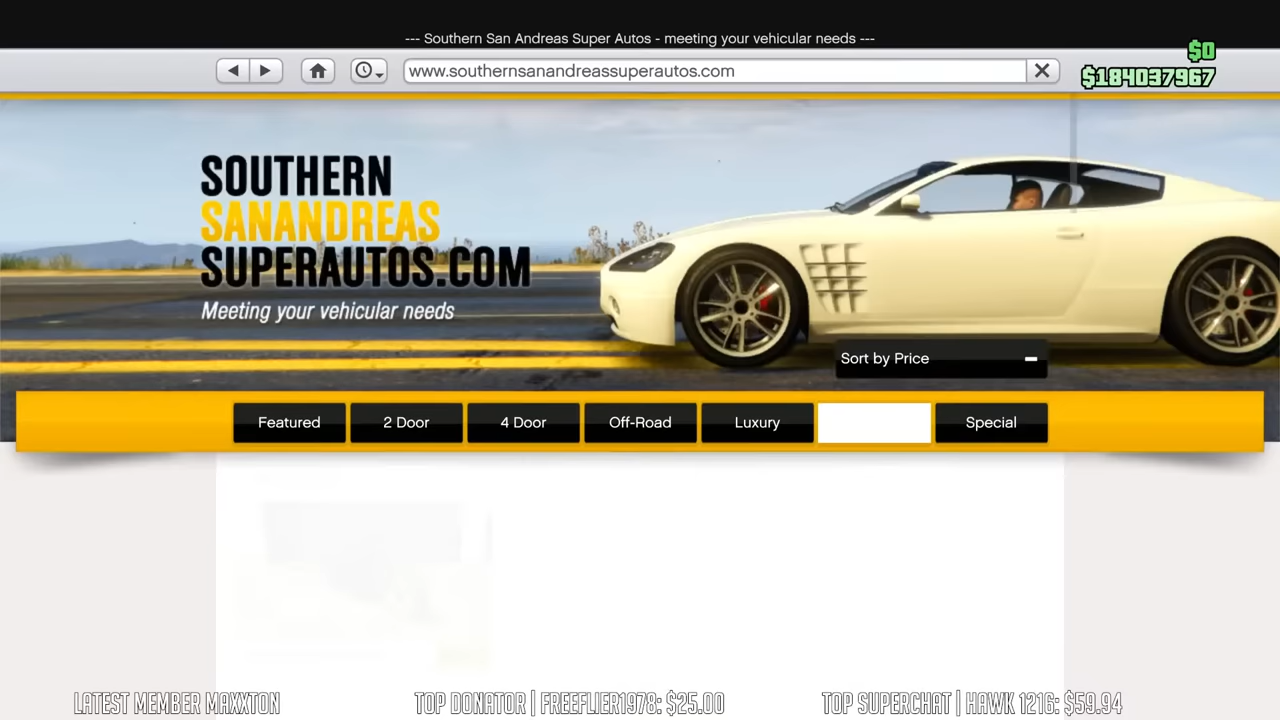 --- Southern San Andreas Super Autos - meeting your vehicular needs ---
www.southernsanandreassuperautos.com
$0
$184037967
SOUTHERN
SANANDREAS
SUPERAUTOS.COM
Meeting your vehicular needs
Sort by Price
Featured
2 Door
4 Door
Off-Road
Luxury
Special
LATEST MEMBER MAXXTON
TOP DONATOR | FREEFLIER1978: $25.00
TOP SUPERCHAT | HAWK 1216: $59.94